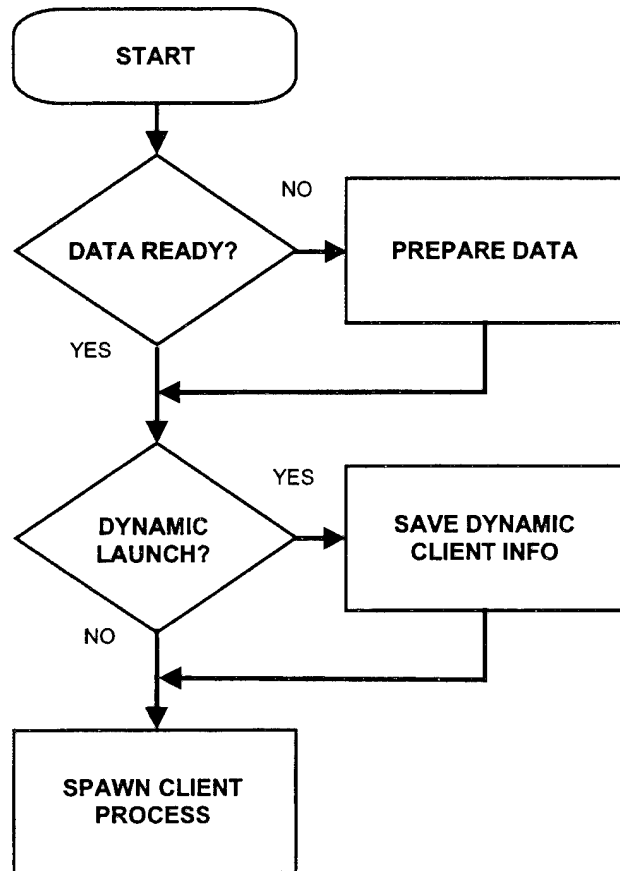 START
NO
DATA READY?
PREPARE DATA
YES
YES
DYNAMIC
LAUNCH?
SAVE DYNAMIC
CLIENT INFO
NO
SPAWN CLIENT
PROCESS